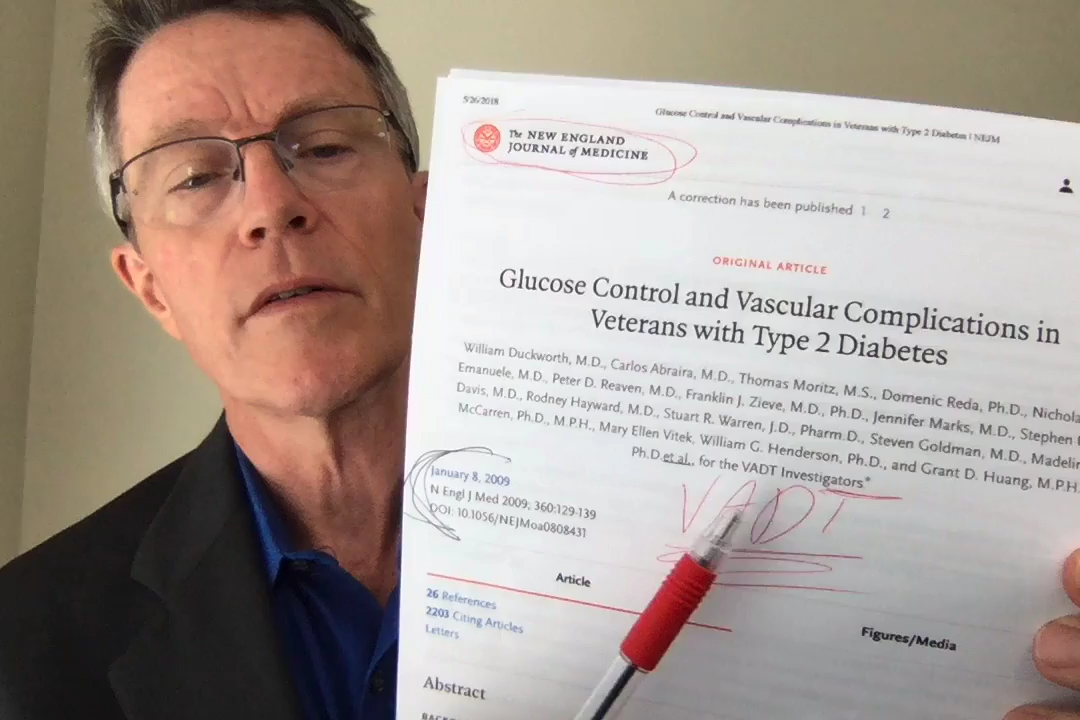 5/26/2018
Glucose Control and Vascular Complications in Veterans with Type 2 Diabetes | NEJM
The NEW ENGLAND
JOURNAL of MEDICINE
A correction has been published 1 2
ORIGINAL ARTICLE
Glucose Control and Vascular Complications in
Veterans with Type 2 Diabetes
William Duckworth, M.D., Carlos Abraira, M.D., Thomas Moritz, M.S., Domenic Reda, Ph.D., Nichola
Emanuele, M.D., Peter D. Reaven, M.D., Franklin J. Zieve, M.D., Ph.D., Jennifer Marks, M.D., Stephen
Davis, M.D., Rodney Hayward, M.D., Stuart R. Warren, J.D., Pharm.D., Steven Goldman, M.D., Madelin
McCarren, Ph.D., M.P.H., Mary Ellen Vitek, William G. Henderson, Ph.D., and Grant D. Huang, M.P.H.
Ph.D. et al., for the VADT Investigators*
January 8, 2009
N Engl J Med 2009; 360:129-139
DOI: 10.1056/NEJMoa0808431
VADT
Article
Figures/Media
26 References
2203 Citing Articles
Letters
Abstract